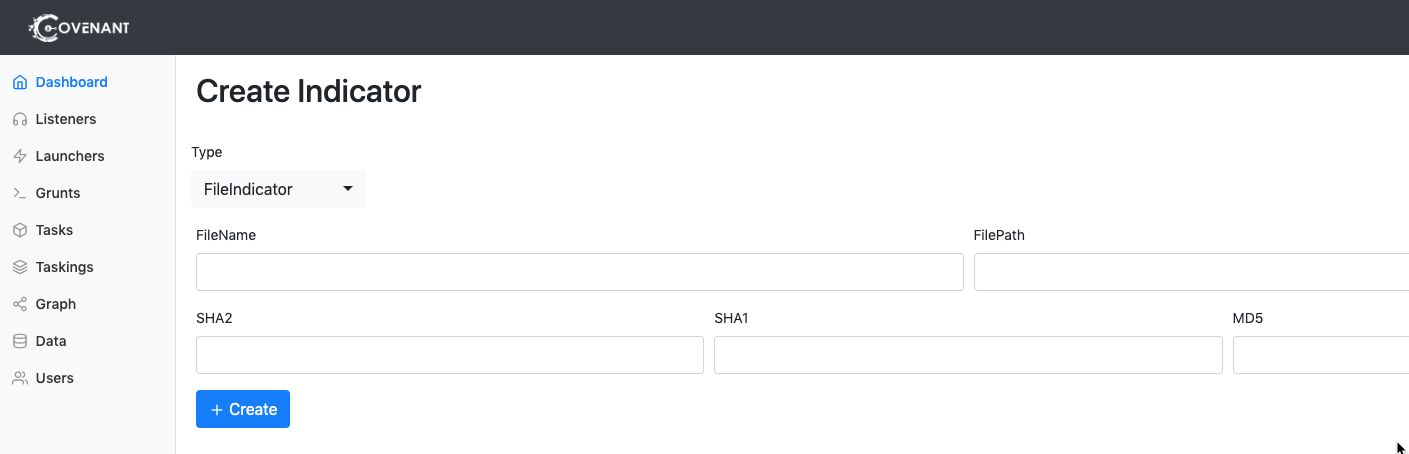 COVENANT
Dashboard
Listeners
Launchers
Grunts
Tasks
Taskings
Graph
Data
Users
Create Indicator
Type
FileIndicator
FileName FilePath
SHA2 SHA1 MD5
+ Create